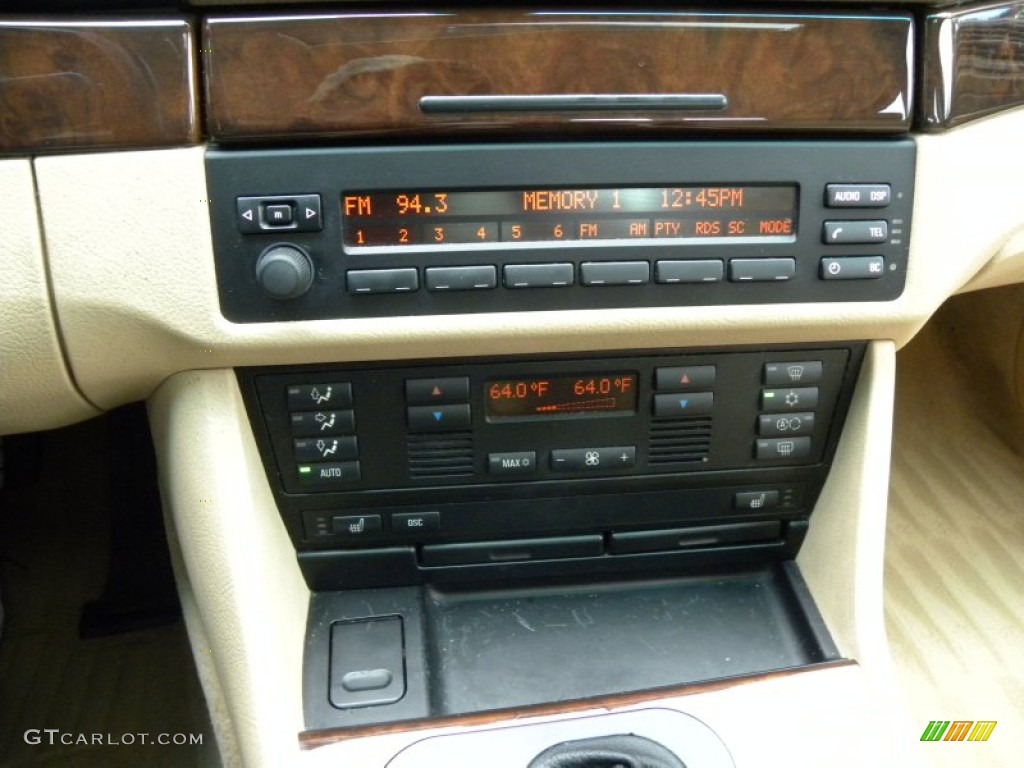 FM 94.3 MEMORY 1 12:45PM
1 2 3 4 5 6 FM AM PTY RDS SC MODE
m
AUDIO DSP
TEL
BC
64.0°F 64.0°F
A
AUTO
MAX
- +
DSC
GTCARLOT.COM